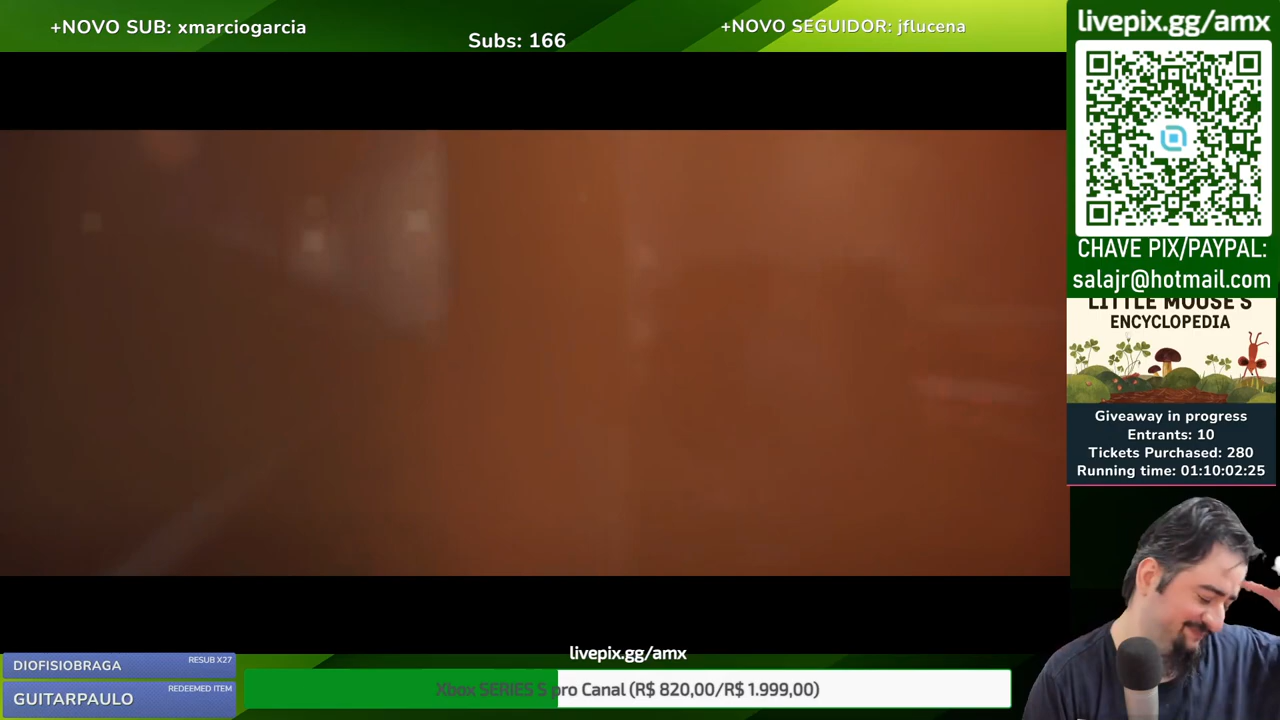 +NOVO SUB: xmarciogarcia
Subs: 166
+NOVO SEGUIDOR: jflucena
livepix.gg/amx
CHAVE PIX/PAYPAL:
salajr@hotmail.com
LITTLE MOUSE'S
ENCYCLOPEDIA
Giveaway in progress
Entrants: 10
Tickets Purchased: 280
Running time: 01:10:02:25
livepix.gg/amx
DIOFISIOBRAGA RESUB X27
GUITARPAULO REDEEMED ITEM
Xbox SERIES S pro Canal (R$ 820,00/R$ 1.999,00)